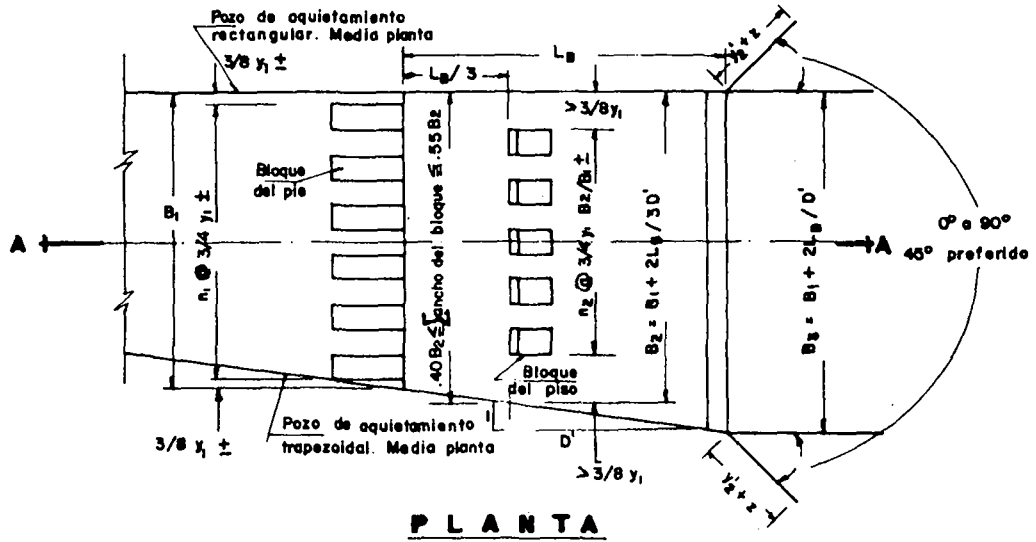 Pozo de aquietamiento
rectangular. Media planta
3/8 y₁ ±
L_B
L_B/3
y'₂+z
> 3/8 y₁
Bloque
del pie
B₁
n₁ @ 3/4 y₁ ±
.40 B₂ ≤ ancho del bloque ≤ .55 B₂
n₂ @ 3/4 y₁ B2/B₁ ±
B₂ = B₁ + 2L_B/3D'
B₃ = B₁ + 2L_B/D'
0° a 90°
45° preferido
A
A
Bloque
del piso
Pozo de aquietamiento
trapezoidal. Media planta
1
D'
3/8 y₁ ±
> 3/8 y₁
y'₂+z
PLANTA